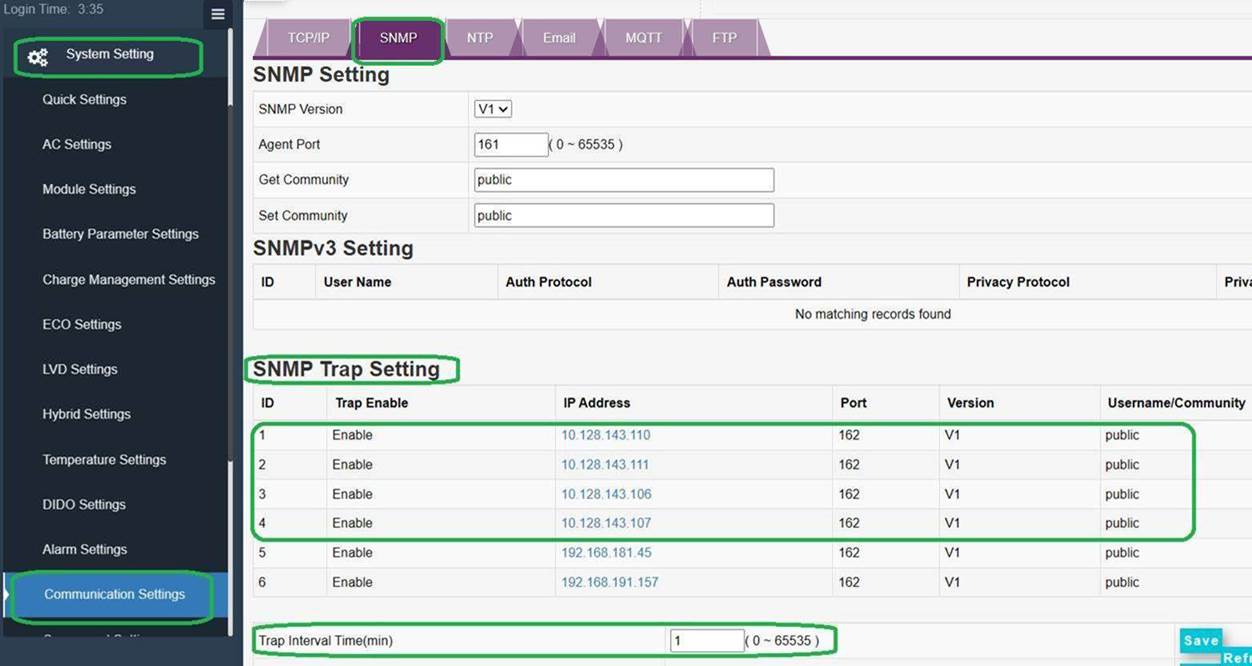 Login Time: 3:35
System Setting
Quick Settings
AC Settings
Module Settings
Battery Parameter Settings
Charge Management Settings
ECO Settings
LVD Settings
Hybrid Settings
Temperature Settings
DIDO Settings
Alarm Settings
Communication Settings
TCP/IP SNMP NTP Email MQTT FTP
SNMP Setting
SNMP Version V1
Agent Port 161 ( 0 ~ 65535 )
Get Community public
Set Community public
SNMPv3 Setting
ID User Name Auth Protocol Auth Password Privacy Protocol
No matching records found
SNMP Trap Setting
ID Trap Enable IP Address Port Version Username/Community
1 Enable 10.128.143.110 162 V1 public
2 Enable 10.128.143.111 162 V1 public
3 Enable 10.128.143.106 162 V1 public
4 Enable 10.128.143.107 162 V1 public
5 Enable 192.168.181.45 162 V1 public
6 Enable 192.168.191.157 162 V1 public
Trap Interval Time(min) 1 ( 0 ~ 65535 )
Save